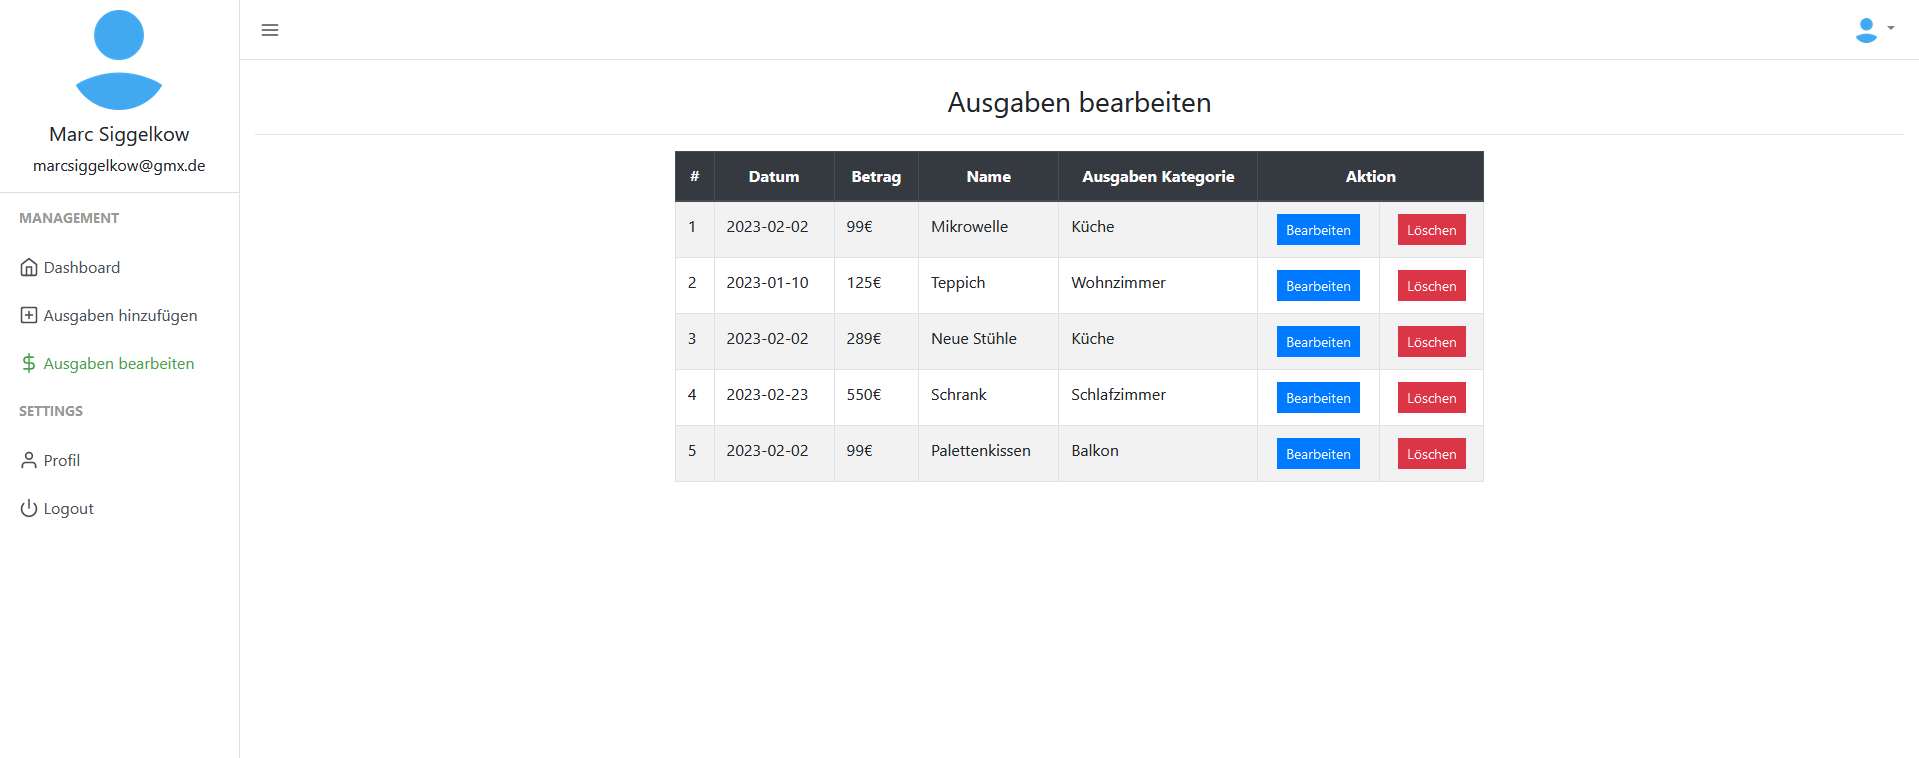 Marc Siggelkow
marcsiggelkow@gmx.de
MANAGEMENT
Dashboard
Ausgaben hinzufügen
Ausgaben bearbeiten
SETTINGS
Profil
Logout
Ausgaben bearbeiten
# Datum Betrag Name Ausgaben Kategorie Aktion
1 2023-02-02 99€ Mikrowelle Küche Bearbeiten Löschen
2 2023-01-10 125€ Teppich Wohnzimmer Bearbeiten Löschen
3 2023-02-02 289€ Neue Stühle Küche Bearbeiten Löschen
4 2023-02-23 550€ Schrank Schlafzimmer Bearbeiten Löschen
5 2023-02-02 99€ Palettenkissen Balkon Bearbeiten Löschen